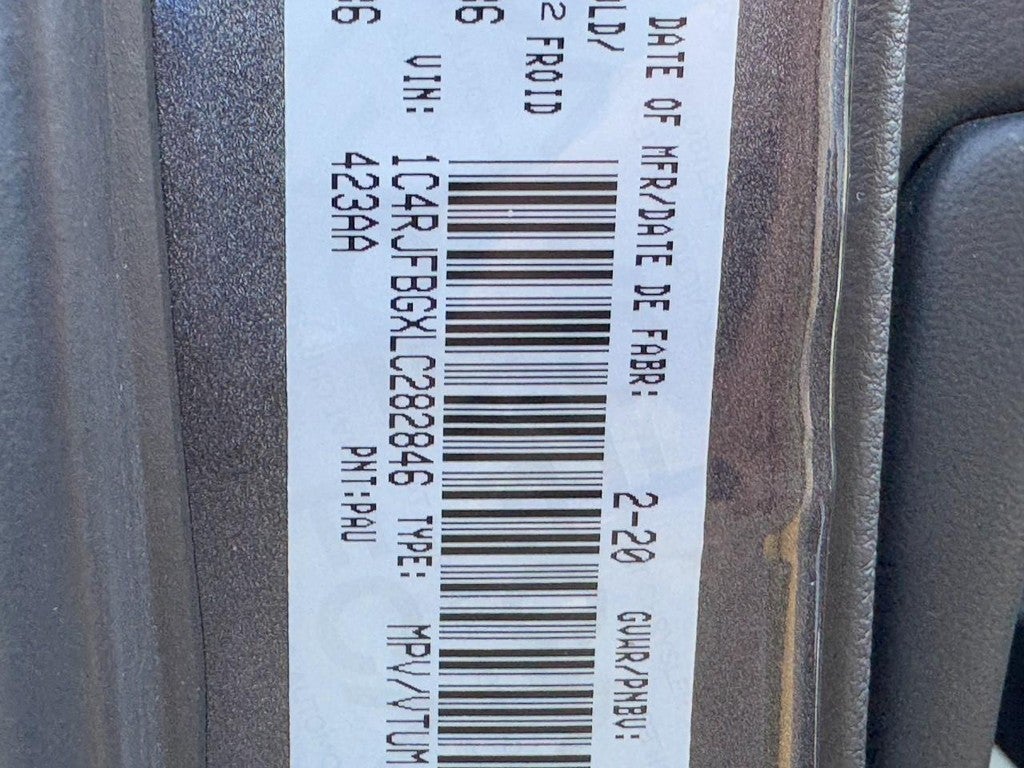 DATE OF MFR/DATE DE FABR: 2-20 GVWR/PNBV:
OLD/
2 FROID
VIN: 1C4RJFBGXLC282846 TYPE: MPV/VTUM
423AA PNT:PAU